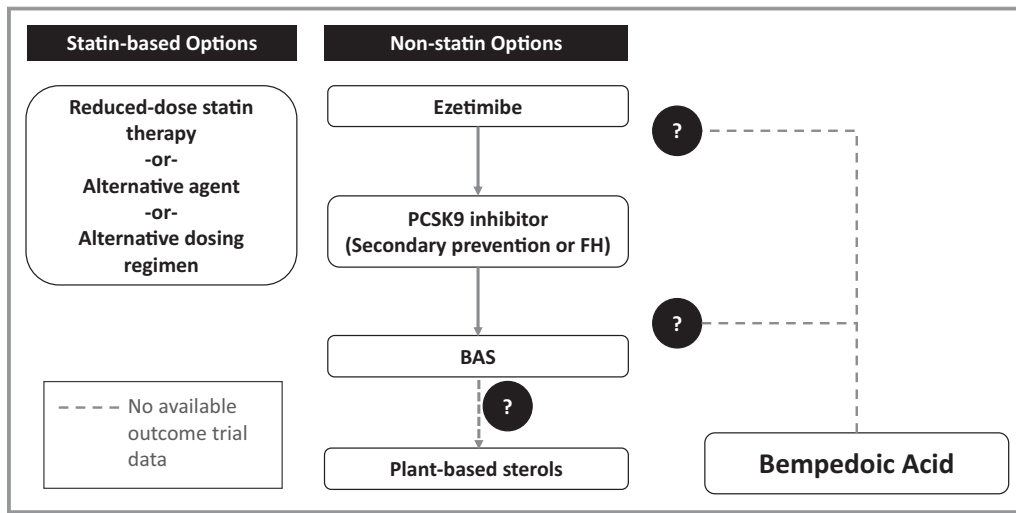 Statin-based Options
Reduced-dose statin
therapy
-or-
Alternative agent
-or-
Alternative dosing
regimen
Non-statin Options
Ezetimibe
?
PCSK9 inhibitor
(Secondary prevention or FH)
?
BAS
?
Plant-based sterols
No available
outcome trial
data
Bempedoic Acid